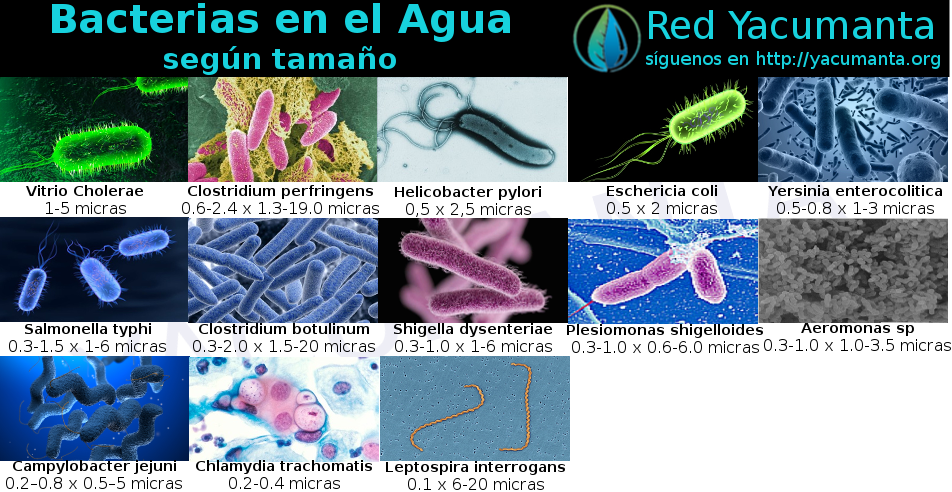 Bacterias en el Agua
según tamaño
Red Yacumanta
síguenos en http://yacumanta.org
Vitrio Cholerae
1-5 micras
Clostridium perfringens
0.6-2.4 x 1.3-19.0 micras
Helicobacter pylori
0,5 x 2,5 micras
Eschericia coli
0.5 x 2 micras
Yersinia enterocolitica
0.5-0.8 x 1-3 micras
Salmonella typhi
0.3-1.5 x 1-6 micras
Clostridium botulinum
0.3-2.0 x 1.5-20 micras
Shigella dysenteriae
0.3-1.0 x 1-6 micras
Plesiomonas shigelloides
0.3-1.0 x 0.6-6.0 micras
Aeromonas sp
0.3-1.0 x 1.0-3.5 micras
Campylobacter jejuni
0.2–0.8 x 0.5–5 micras
Chlamydia trachomatis
0.2-0.4 micras
Leptospira interrogans
0.1 x 6-20 micras